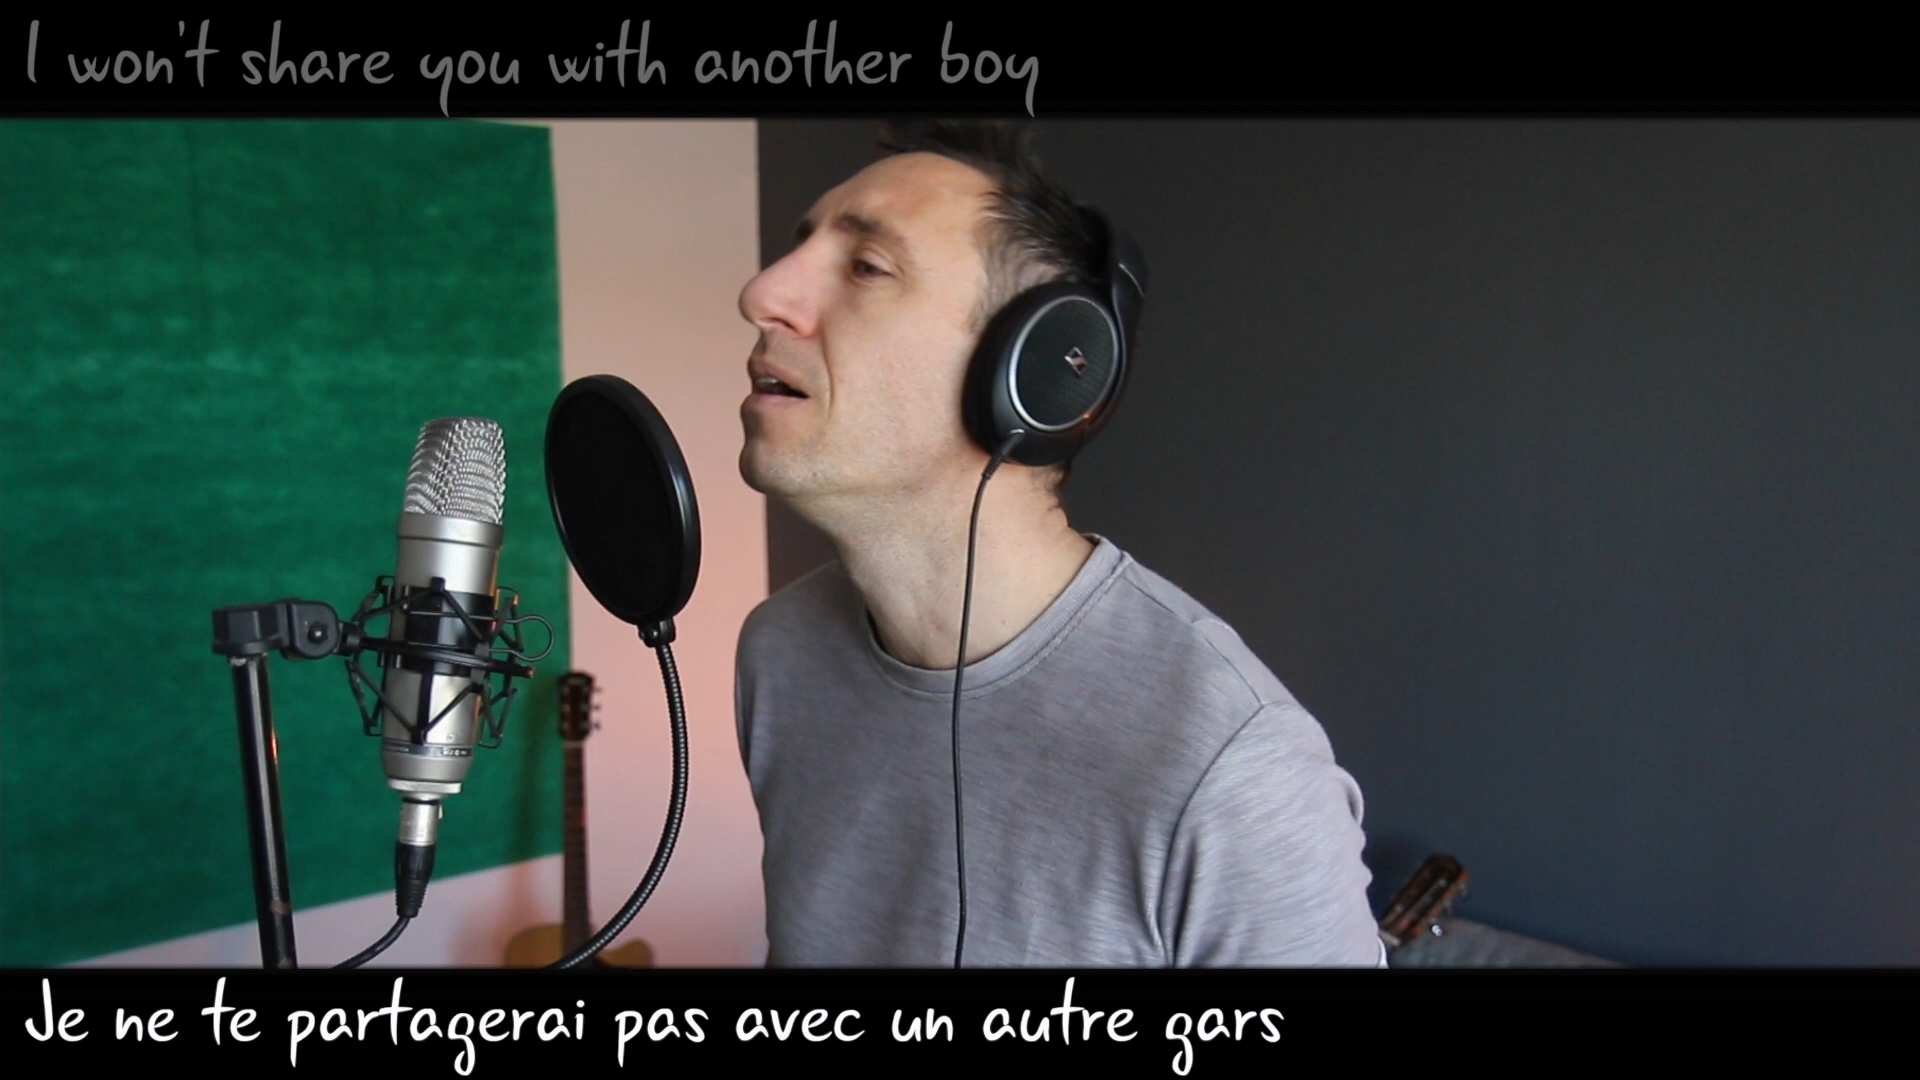 I won't share you with another boy
Je ne te partagerai pas avec un autre gars